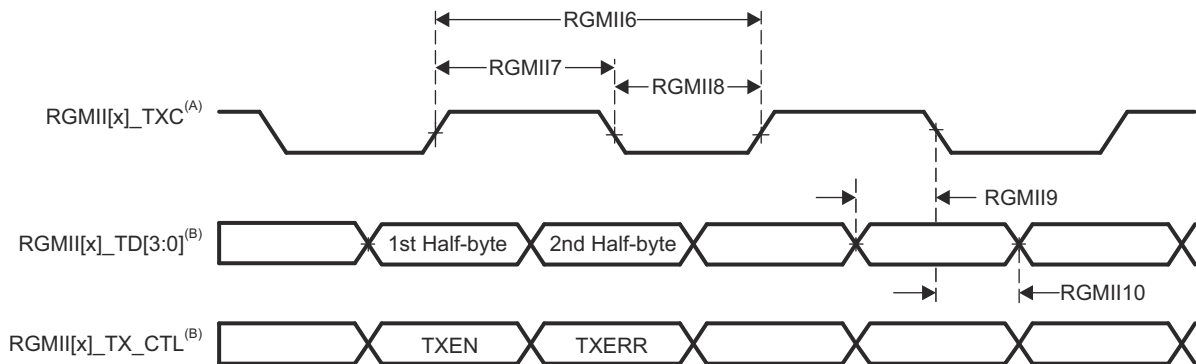 RGMII6
RGMII7
RGMII8
RGMII[x]_TXC(A)
RGMII9
RGMII[x]_TD[3:0](B)
1st Half-byte
2nd Half-byte
RGMII10
RGMII[x]_TX_CTL(B)
TXEN
TXERR